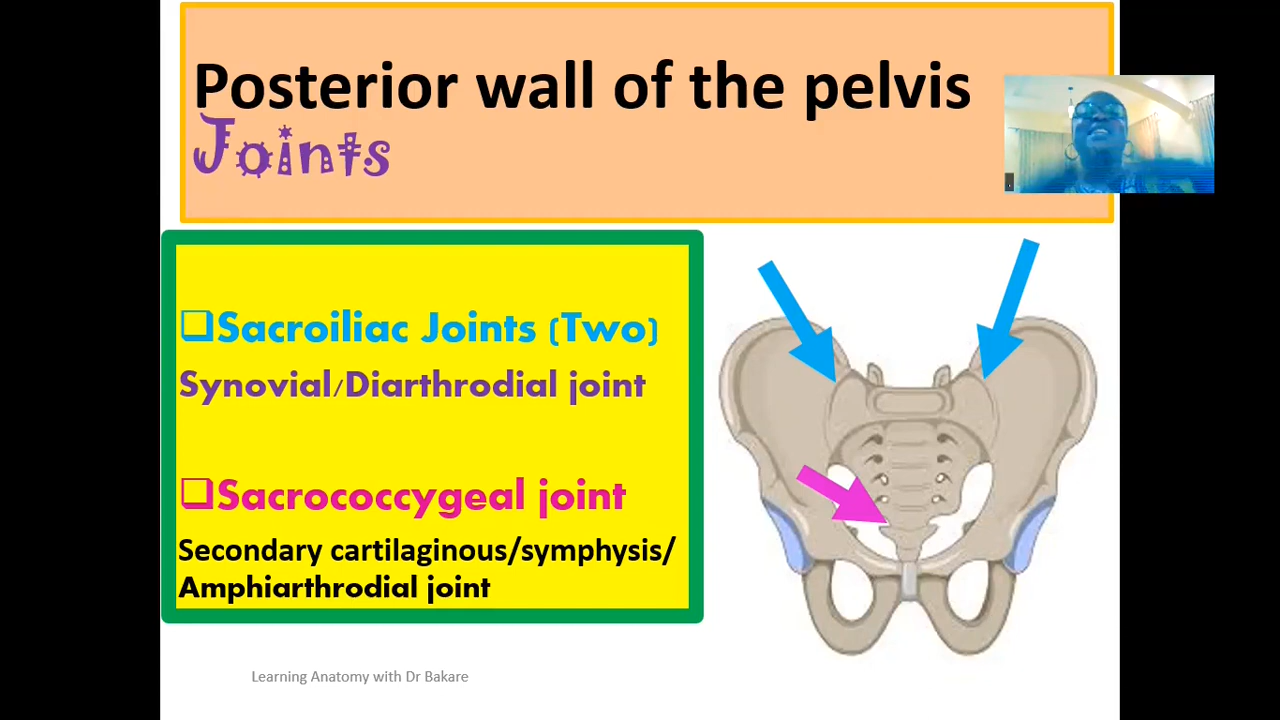 Posterior wall of the pelvis
Joints
❑Sacroiliac Joints (Two)
Synovial/Diarthrodial joint
❑Sacrococcygeal joint
Secondary cartilaginous/symphysis/
Amphiarthrodial joint
Learning Anatomy with Dr Bakare